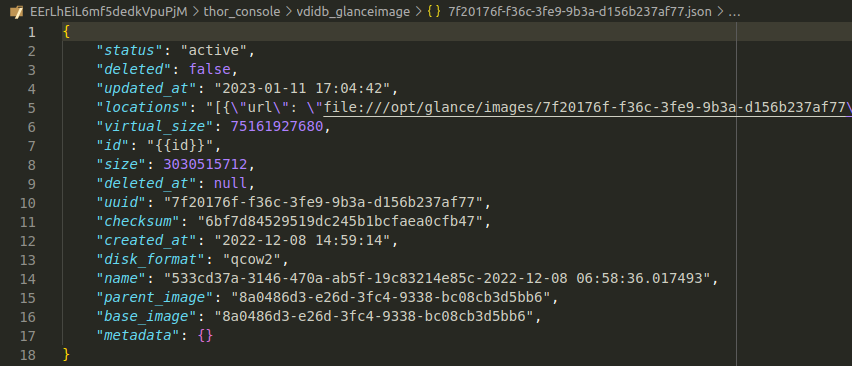 EErLhEiL6mf5dedkVpuPjM > thor_console > vdidb_glanceimage > {} 7f20176f-f36c-3fe9-9b3a-d156b237af77.json > ...
1 {
2 "status": "active",
3 "deleted": false,
4 "updated_at": "2023-01-11 17:04:42",
5 "locations": "[{\"url\": \"file:///opt/glance/images/7f20176f-f36c-3fe9-9b3a-d156b237af77\
6 "virtual_size": 75161927680,
7 "id": "{{id}}",
8 "size": 3030515712,
9 "deleted_at": null,
10 "uuid": "7f20176f-f36c-3fe9-9b3a-d156b237af77",
11 "checksum": "6bf7d84529519dc245b1bcfaea0cfb47",
12 "created_at": "2022-12-08 14:59:14",
13 "disk_format": "qcow2",
14 "name": "533cd37a-3146-470a-ab5f-19c83214e85c-2022-12-08 06:58:36.017493",
15 "parent_image": "8a0486d3-e26d-3fc4-9338-bc08cb3d5bb6",
16 "base_image": "8a0486d3-e26d-3fc4-9338-bc08cb3d5bb6",
17 "metadata": {}
18 }